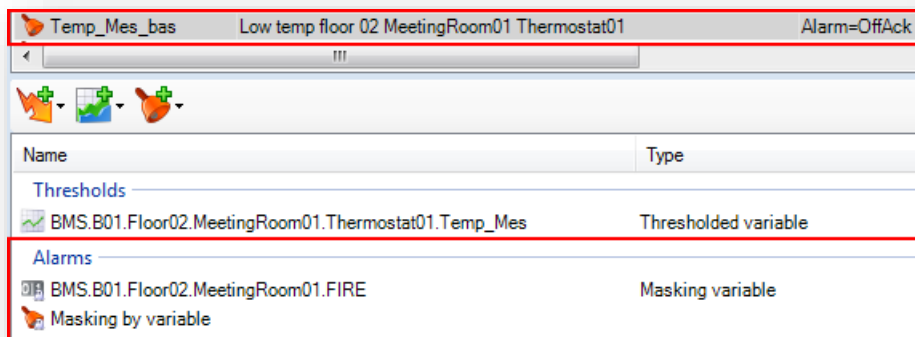 Temp_Mes_bas Low temp floor 02 MeetingRoom01 Thermostat01 Alarm=OffAck
Name Type
Thresholds
BMS.B01.Floor02.MeetingRoom01.Thermostat01.Temp_Mes Thresholded variable
Alarms
BMS.B01.Floor02.MeetingRoom01.FIRE Masking variable
Masking by variable